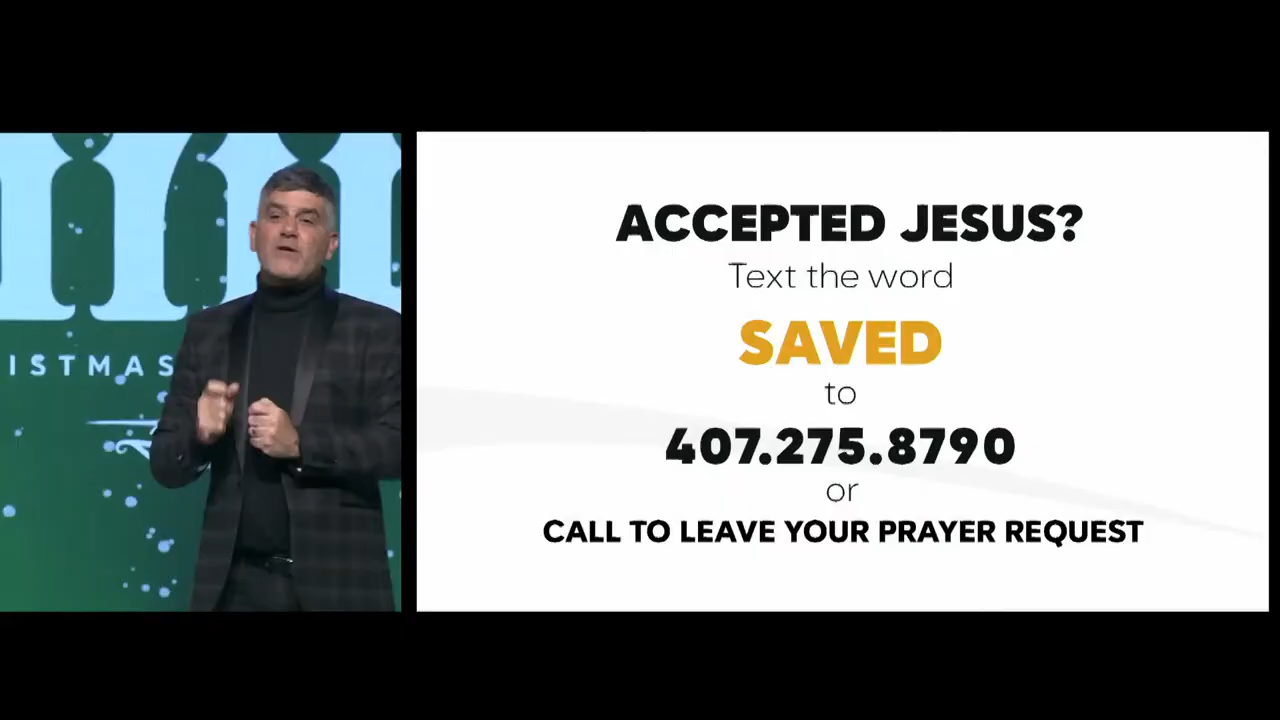 ISTMAS
ACCEPTED JESUS?
Text the word
SAVED
to
407.275.8790
or
CALL TO LEAVE YOUR PRAYER REQUEST